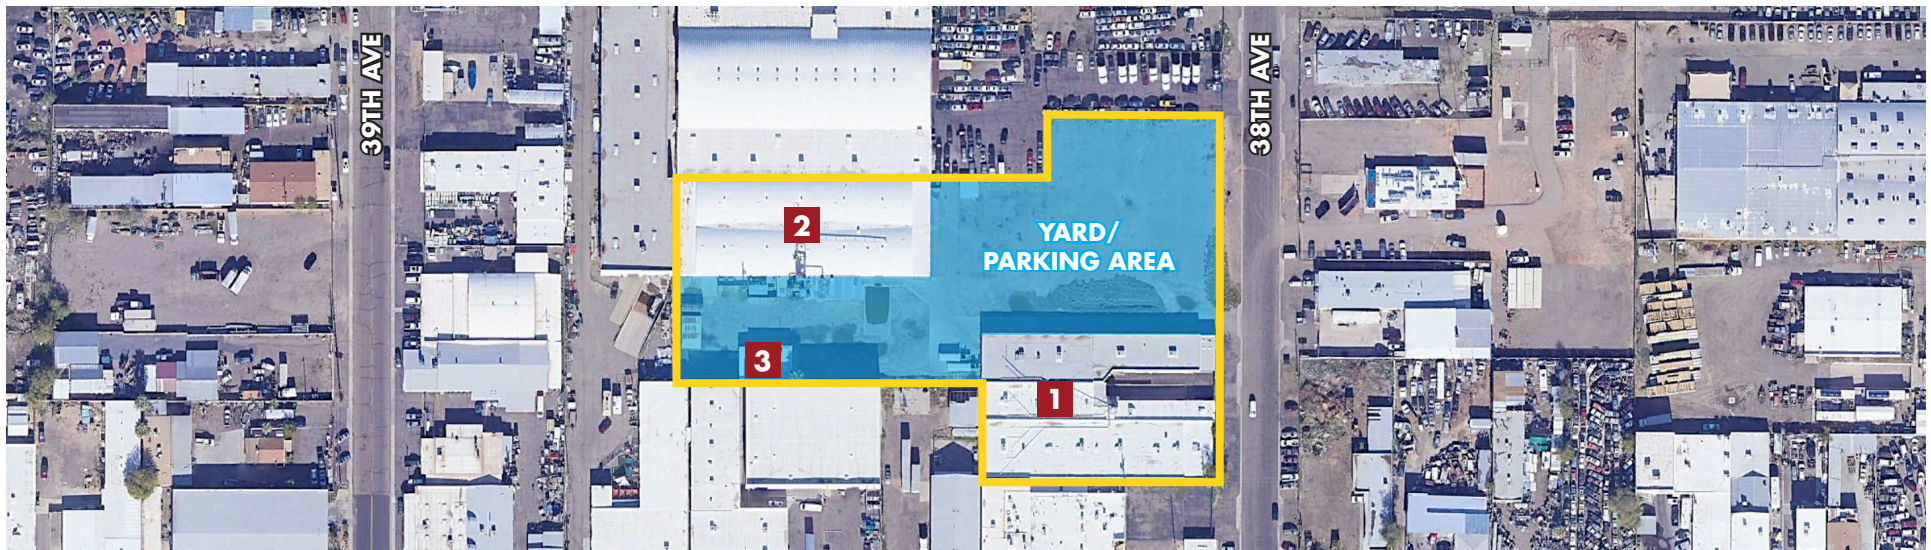 39TH AVE
38TH AVE
2
YARD/
PARKING AREA
3
1